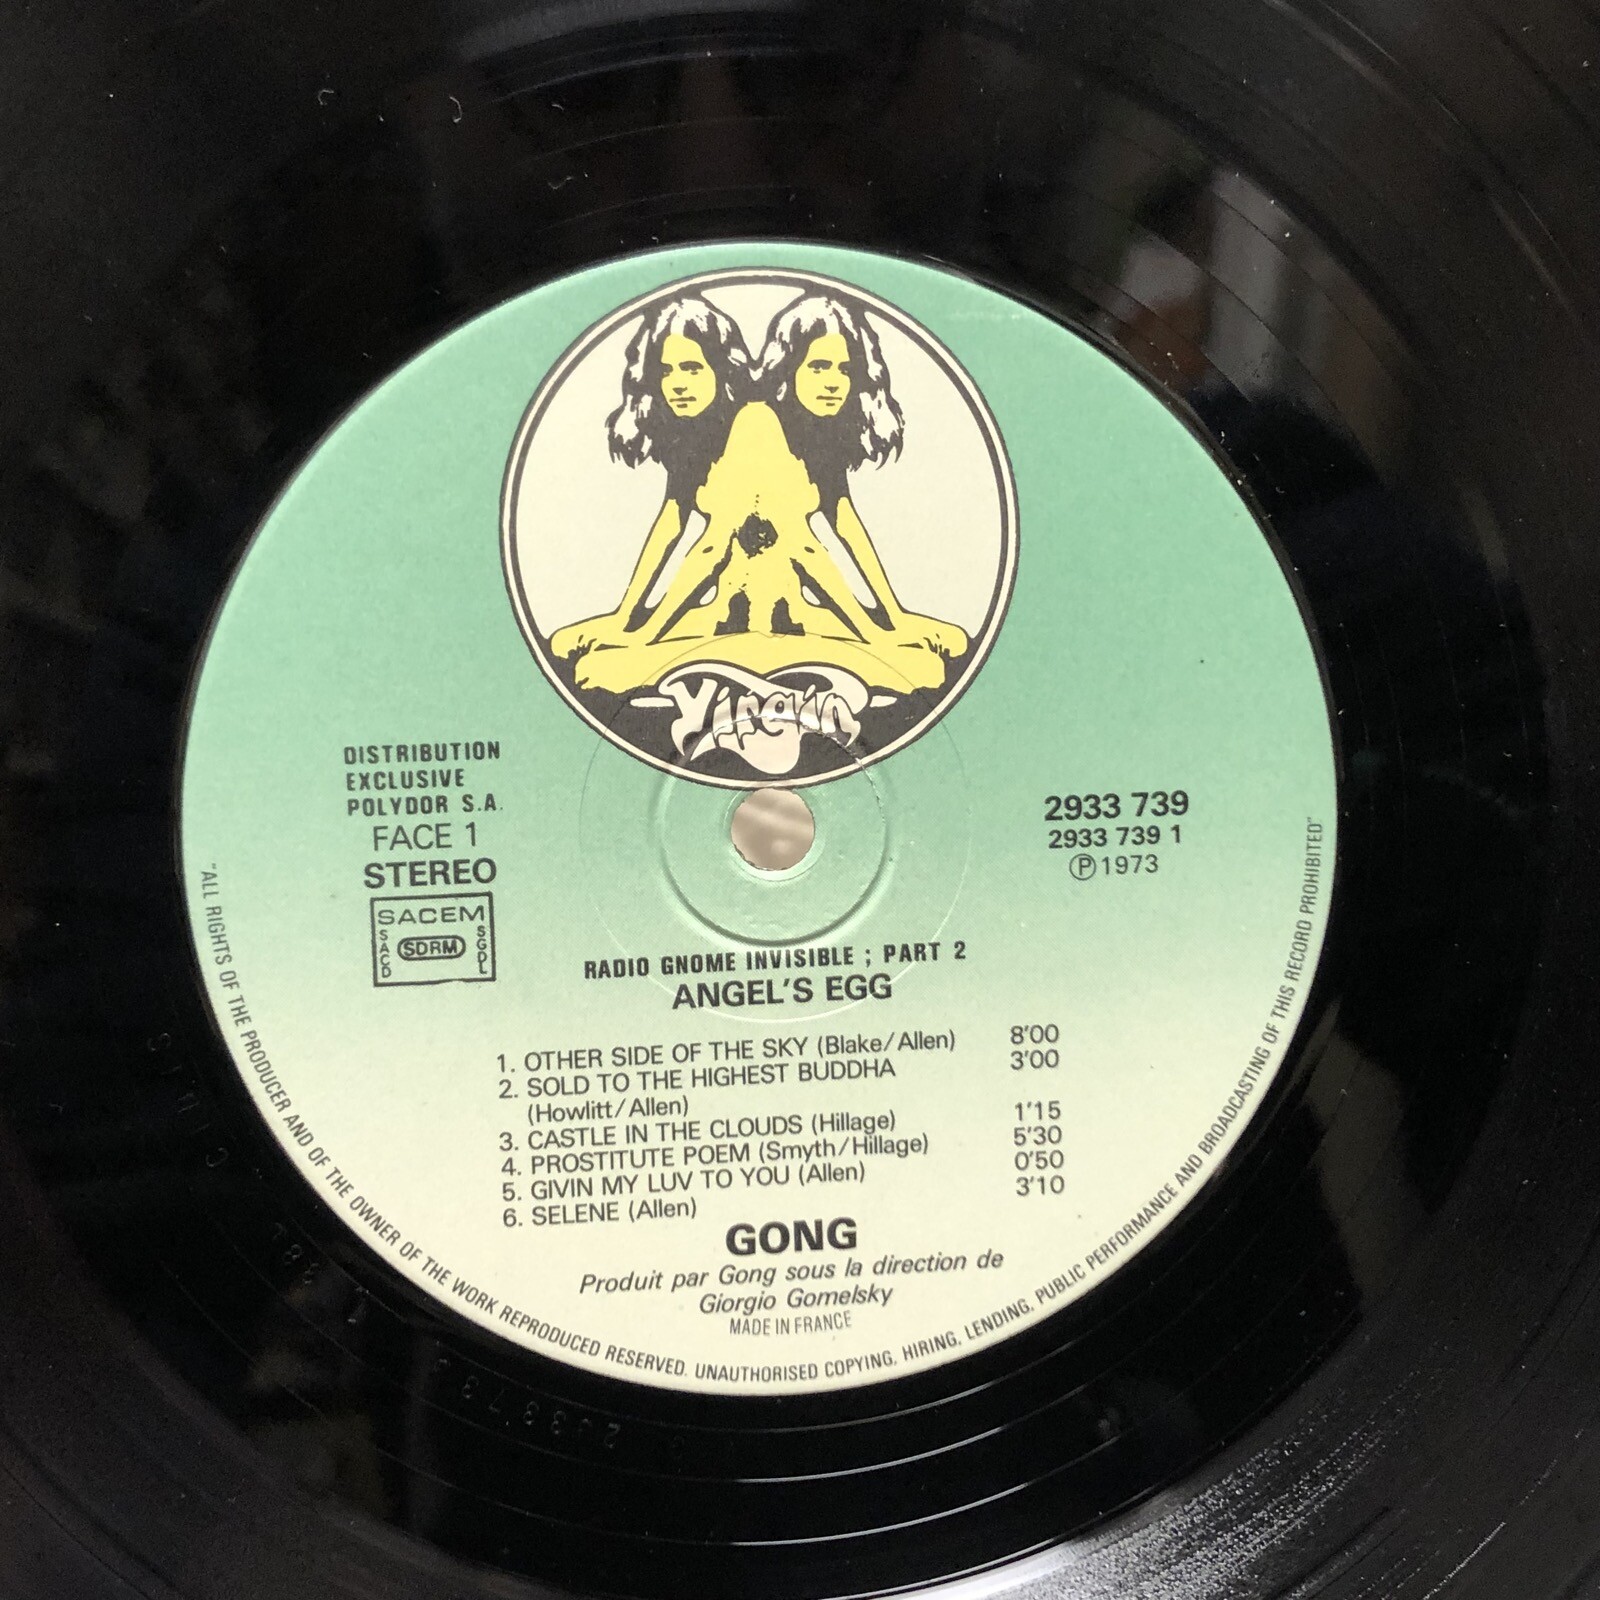 Virgin
DISTRIBUTION
EXCLUSIVE
POLYDOR S.A.
FACE 1
STEREO
SACEM
SACD
SDRM
SGDL
2933 739
2933 739 1
Ⓟ1973
RADIO GNOME INVISIBLE ; PART 2
ANGEL'S EGG
1. OTHER SIDE OF THE SKY (Blake/Allen) 8'00
2. SOLD TO THE HIGHEST BUDDHA 3'00
(Howlitt/Allen)
3. CASTLE IN THE CLOUDS (Hillage) 1'15
4. PROSTITUTE POEM (Smyth/Hillage) 5'30
5. GIVIN MY LUV TO YOU (Allen) 0'50
6. SELENE (Allen) 3'10
GONG
Produit par Gong sous la direction de
Giorgio Gomelsky
MADE IN FRANCE
"ALL RIGHTS OF THE PRODUCER AND OF THE OWNER OF THE WORK REPRODUCED RESERVED. UNAUTHORISED COPYING, HIRING, LENDING, PUBLIC PERFORMANCE AND BROADCASTING OF THIS RECORD PROHIBITED"